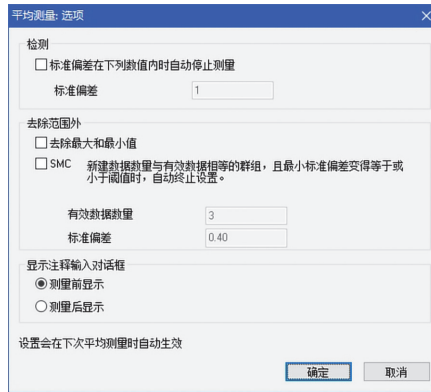 平均测量: 选项
检测
标准偏差在下列数值内时自动停止测量
标准偏差 1
去除范围外
去除最大和最小值
SMC 新建数据数量与有效数据相等的群组，且最小标准偏差变得等于或
小于阈值时，自动终止设置。
有效数据数量 3
标准偏差 0.40
显示注释输入对话框
测量前显示
测量后显示
设置会在下次平均测量时自动生效
确定 取消